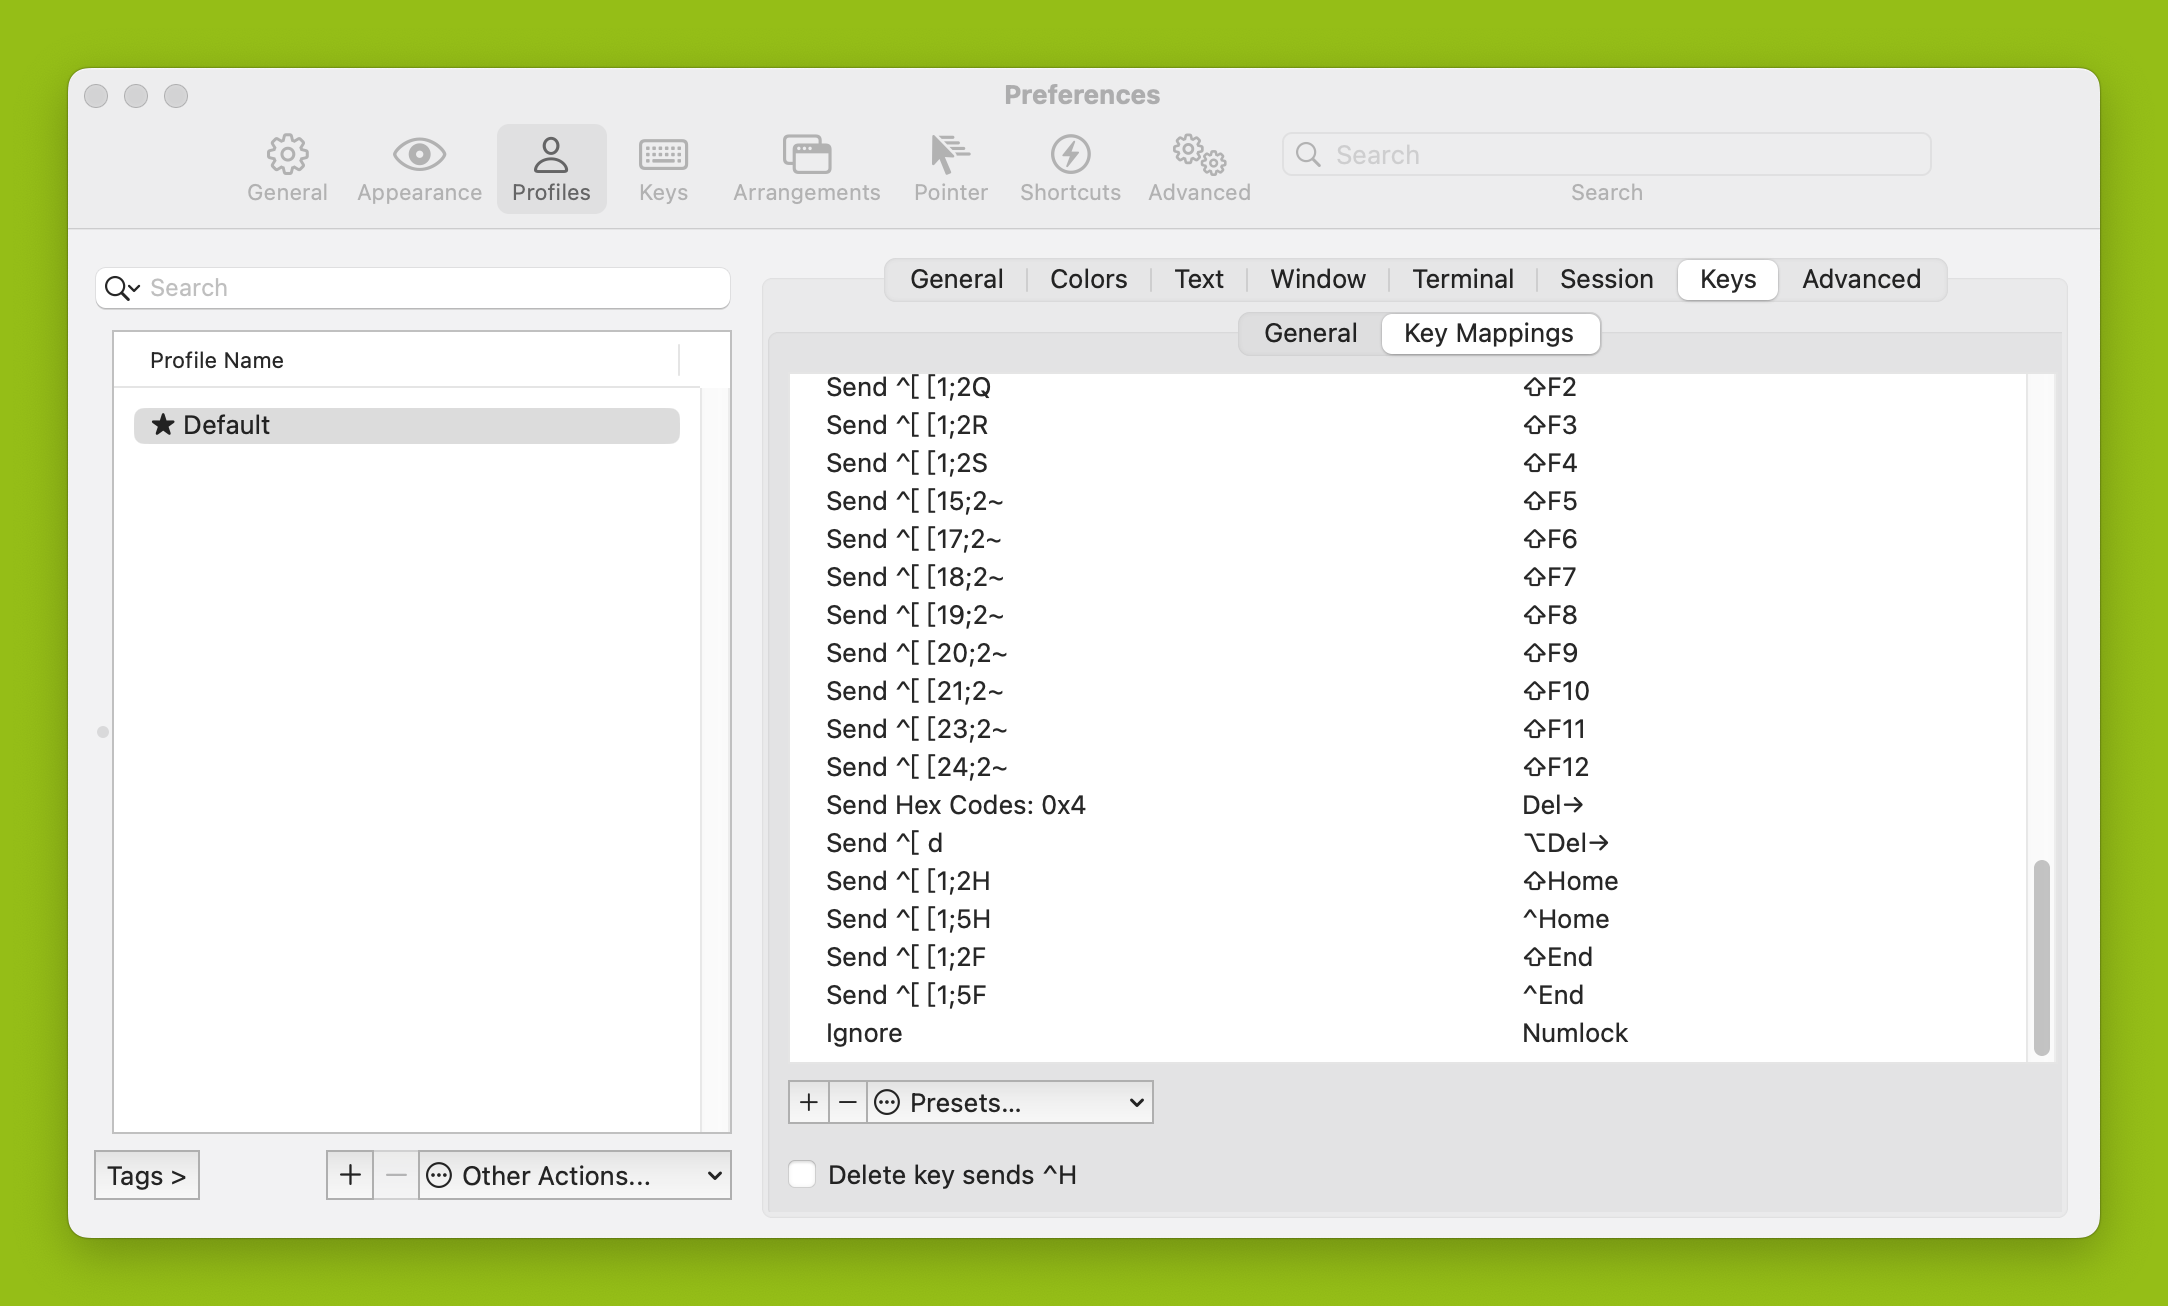 Preferences
General Appearance Profiles Keys Arrangements Pointer Shortcuts Advanced Search
Search
Search
General Colors Text Window Terminal Session Keys Advanced
General Key Mappings
Profile Name
★ Default
Send ^[ [1;2Q ⇧F2
Send ^[ [1;2R ⇧F3
Send ^[ [1;2S ⇧F4
Send ^[ [15;2~ ⇧F5
Send ^[ [17;2~ ⇧F6
Send ^[ [18;2~ ⇧F7
Send ^[ [19;2~ ⇧F8
Send ^[ [20;2~ ⇧F9
Send ^[ [21;2~ ⇧F10
Send ^[ [23;2~ ⇧F11
Send ^[ [24;2~ ⇧F12
Send Hex Codes: 0x4 Del→
Send ^[ d ⌥Del→
Send ^[ [1;2H ⇧Home
Send ^[ [1;5H ^Home
Send ^[ [1;2F ⇧End
Send ^[ [1;5F ^End
Ignore Numlock
+ − Presets...
Delete key sends ^H
Tags > + − Other Actions...